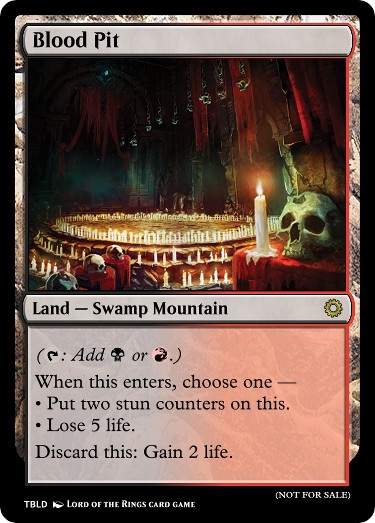 Blood Pit
Land — Swamp Mountain
(: Add or .)
When this enters, choose one —
• Put two stun counters on this.
• Lose 5 life.
Discard this: Gain 2 life.
(NOT FOR SALE)
TBLD LORD OF THE RINGS CARD GAME